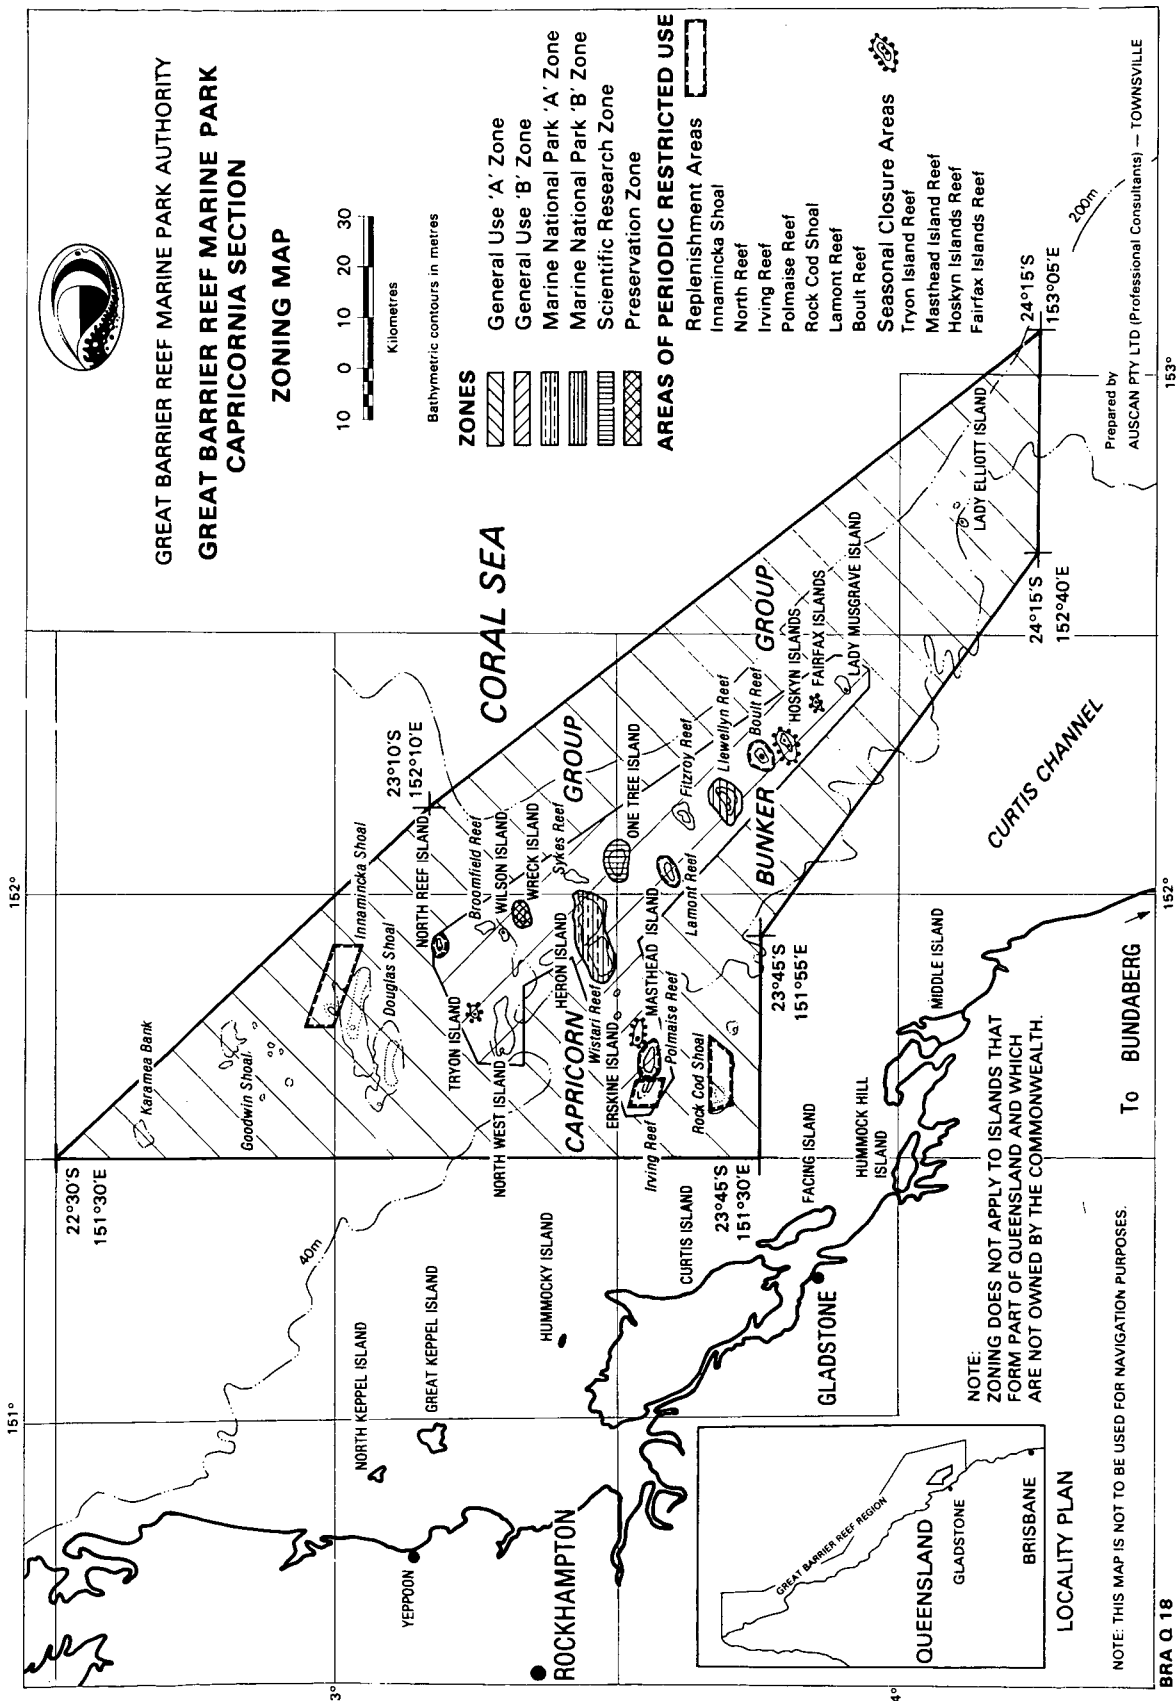 GREAT BARRIER REEF MARINE PARK AUTHORITY
GREAT BARRIER REEF MARINE PARK
CAPRICORNIA SECTION
ZONING MAP
10 0 10 20 30
Kilometres
Bathymetric contours in metres
ZONES
General Use 'A' Zone
General Use 'B' Zone
Marine National Park 'A' Zone
Marine National Park 'B' Zone
Scientific Research Zone
Preservation Zone
AREAS OF PERIODIC RESTRICTED USE
Replenishment Areas
Innamincka Shoal
North Reef
Irving Reef
Polmaise Reef
Rock Cod Shoal
Lamont Reef
Boult Reef
Seasonal Closure Areas
Tryon Island Reef
Masthead Island Reef
Hoskyn Islands Reef
Fairfax Islands Reef
151°
152°
22°30'S
151°30'E
Karamea Bank
Goodwin Shoal
Innamincka Shoal
Douglas Shoal
40m
23°10'S
152°10'E
3°
NORTH KEPPEL ISLAND
GREAT KEPPEL ISLAND
YEPPOON
ROCKHAMPTON
HUMMOCKY ISLAND
NORTH REEF ISLAND
TRYON ISLAND
Broomfield Reef
WILSON ISLAND
WRECK ISLAND
NORTH WEST ISLAND
CORAL SEA
Sykes Reef
HERON ISLAND
CAPRICORN
GROUP
Wistari Reef
ERSKINE ISLAND
ONE TREE ISLAND
MASTHEAD ISLAND
Irving Reef
Polmaise Reef
Lamont Reef
Fitzroy Reef
Rock Cod Shoal
Llewellyn Reef
Boult Reef
BUNKER
GROUP
HOSKYN ISLANDS
FAIRFAX ISLANDS
LADY MUSGRAVE ISLAND
CURTIS ISLAND
23°45'S
151°30'E
23°45'S
151°55'E
FACING ISLAND
GLADSTONE
HUMMOCK HILL
ISLAND
MIDDLE ISLAND
4°
LADY ELLIOTT ISLAND
24°15'S
152°40'E
24°15'S
153°05'E
200m
CURTIS CHANNEL
To BUNDABERG
152°
153°
NOTE:
ZONING DOES NOT APPLY TO ISLANDS THAT
FORM PART OF QUEENSLAND AND WHICH
ARE NOT OWNED BY THE COMMONWEALTH.
GREAT BARRIER REEF REGION
QUEENSLAND
GLADSTONE
BRISBANE
LOCALITY PLAN
NOTE: THIS MAP IS NOT TO BE USED FOR NAVIGATION PURPOSES.
Prepared by
AUSCAN PTY LTD (Professional Consultants) — TOWNSVILLE
BRA Q 18